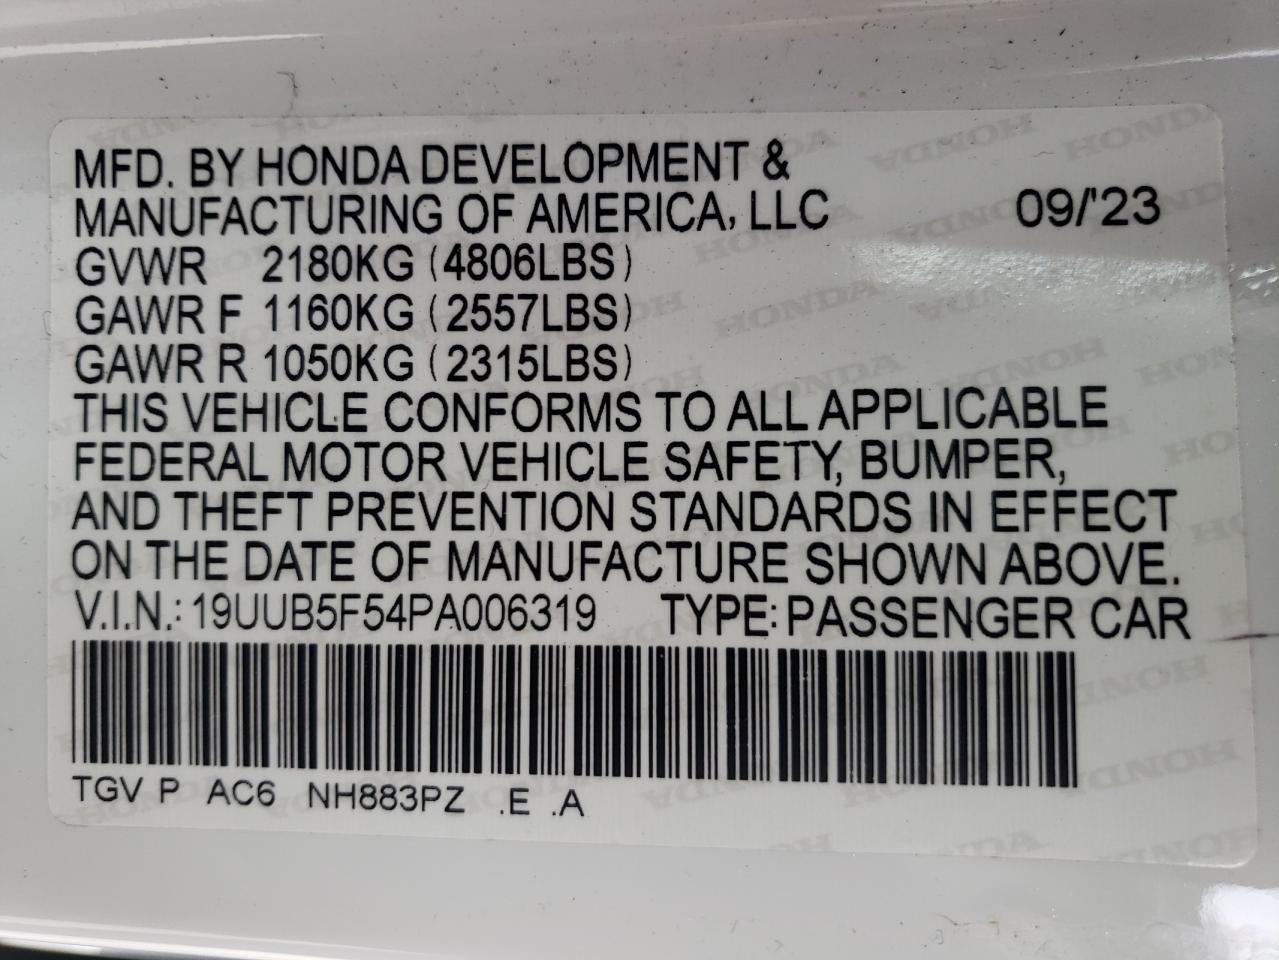 MFD. BY HONDA DEVELOPMENT &
MANUFACTURING OF AMERICA, LLC 09/'23
GVWR 2180KG (4806LBS)
GAWR F 1160KG (2557LBS)
GAWR R 1050KG (2315LBS)
THIS VEHICLE CONFORMS TO ALL APPLICABLE
FEDERAL MOTOR VEHICLE SAFETY, BUMPER,
AND THEFT PREVENTION STANDARDS IN EFFECT
ON THE DATE OF MANUFACTURE SHOWN ABOVE.
V.I.N.: 19UUB5F54PA006319 TYPE: PASSENGER CAR
TGV P AC6 NH883PZ .E .A